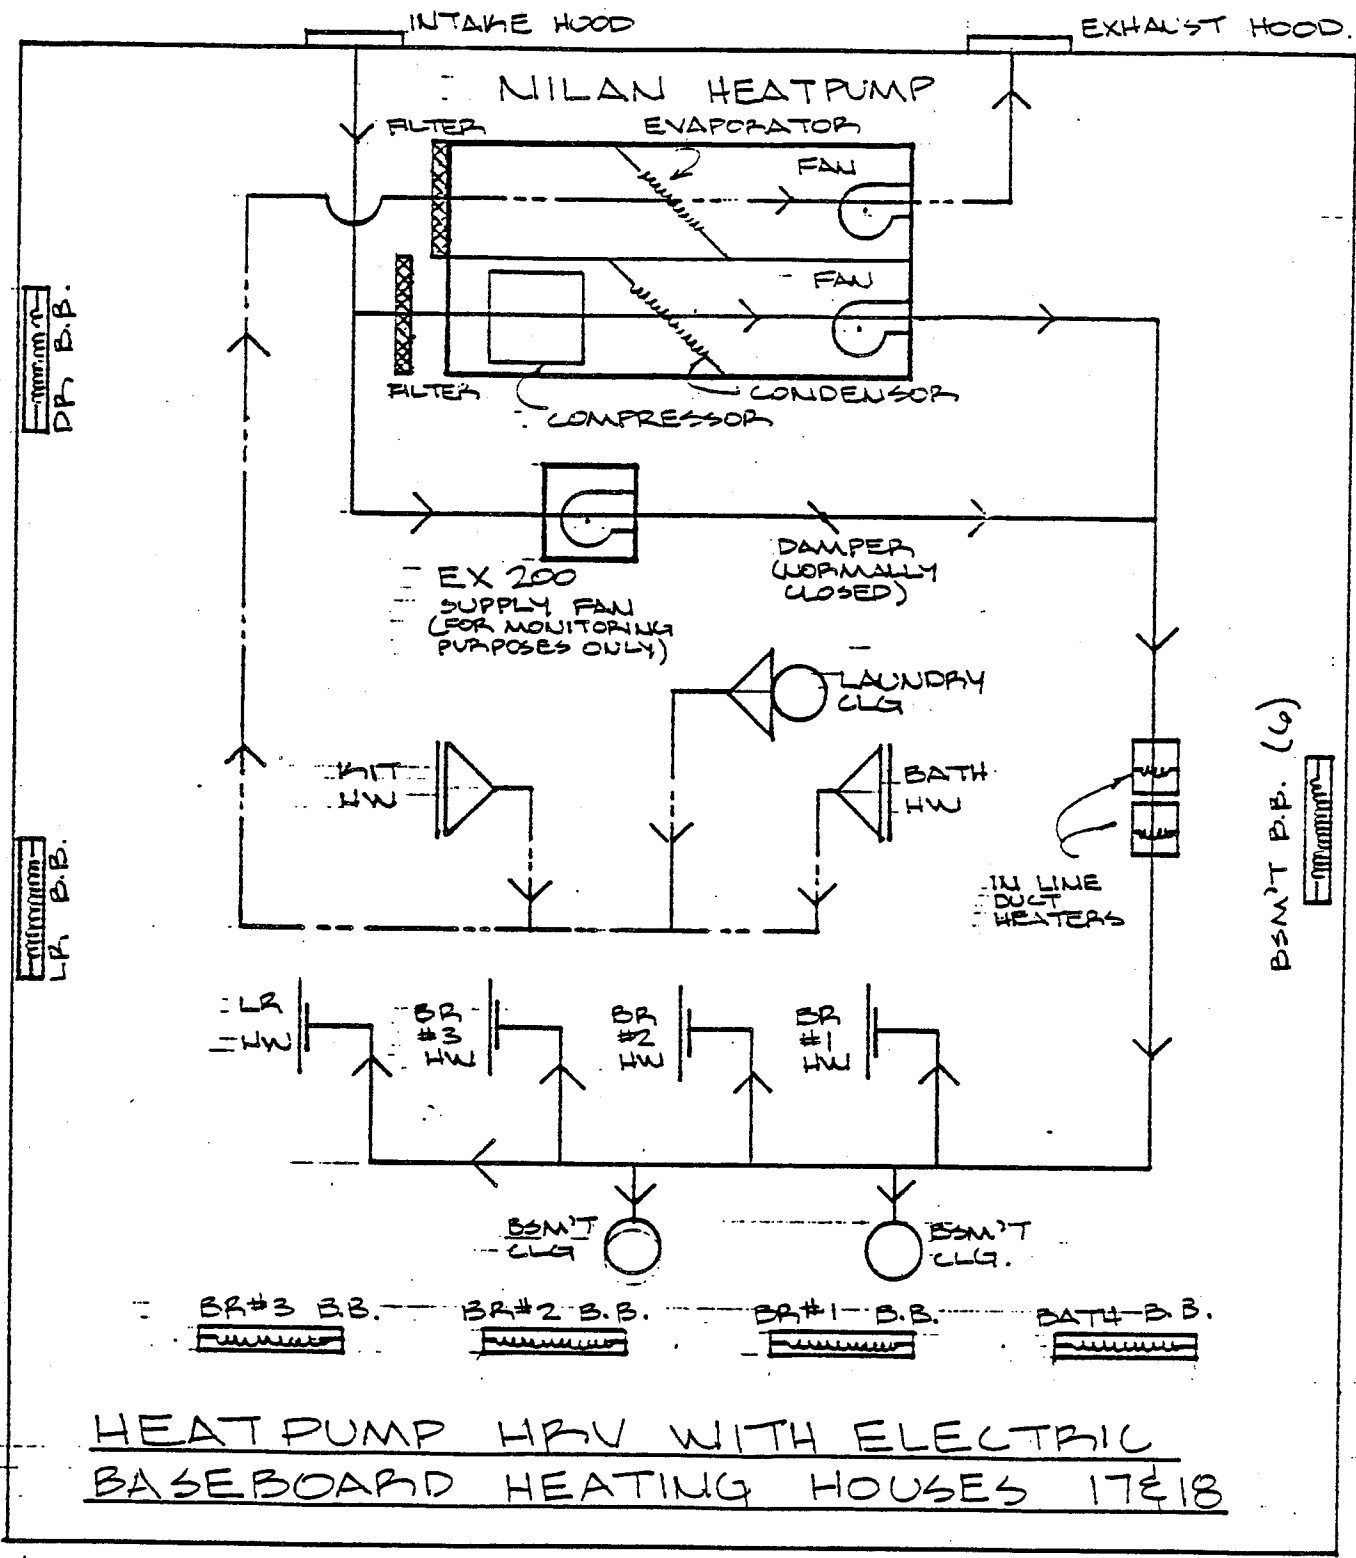 INTAKE HOOD
EXHAUST HOOD.
NILAN HEATPUMP
FILTER
EVAPORATOR
FAN
FAN
FILTER
CONDENSOR
COMPRESSOR
DR B.B.
EX 200
SUPPLY FAN
(FOR MONITORING
PURPOSES ONLY)
DAMPER
(NORMALLY
CLOSED)
LAUNDRY
CLG
KIT
HW
BATH
HW
BSM'T B.B. (6)
LR B.B.
IN LINE
DUCT
HEATERS
LR
HW
BR
#3
HW
BR
#2
HW
BR
#1
HW
BSM'T
CLG
BSM'T
CLG.
BR#3 B.B.
BR#2 B.B.
BR#1 B.B.
BATH B.B.
HEATPUMP HRV WITH ELECTRIC
BASEBOARD HEATING HOUSES 17&18